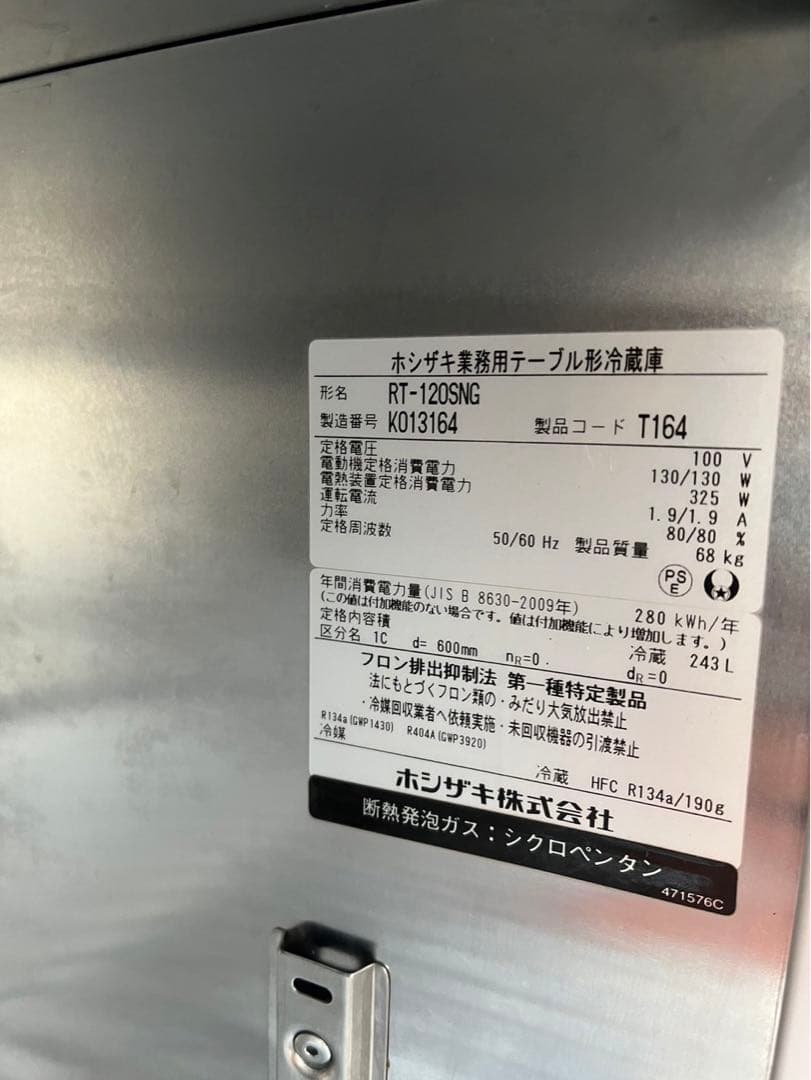 ホシザキ業務用テーブル形冷蔵庫
形名 RT-120SNG
製造番号 K013164 製品コード T164
定格電圧 100 V
電動機定格消費電力 130/130 W
電熱装置定格消費電力 325 W
運転電流 1.9/1.9 A
力率 80/80 %
定格周波数 50/60 Hz 製品質量 68 kg
PS E
年間消費電力量(JIS B 8630-2009年) 280 kWh/年
(この値は付加機能のない場合です。値は付加機能により増加します。)
定格内容積 冷蔵 243 L
区分名 1C d= 600mm nR=0. dR=0
フロン排出抑制法 第一種特定製品
法にもとづくフロン類の・みだり大気放出禁止
・冷媒回収業者へ依頼実施・未回収機器の引渡禁止
R134a(GWP1430) R404A(GWP3920)
冷媒 冷蔵 HFC R134a/190g
ホシザキ株式会社
断熱発泡ガス：シクロペンタン
471576C